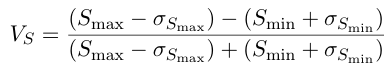 V_S = \frac{(S_{\max} - \sigma_{S_{\max}}) - (S_{\min} + \sigma_{S_{\min}})}{(S_{\max} - \sigma_{S_{\max}}) + (S_{\min} + \sigma_{S_{\min}})}